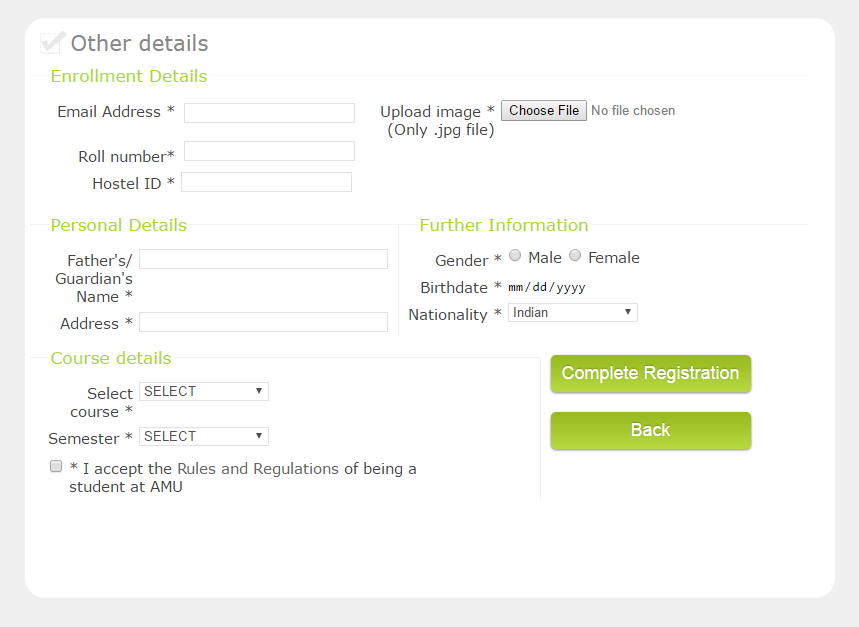 Other details
Enrollment Details
Email Address *
Upload image * Choose File No file chosen
(Only .jpg file)
Roll number*
Hostel ID *
Personal Details
Father's/
Guardian's
Name *
Address *
Further Information
Gender * Male Female
Birthdate * mm/dd/yyyy
Nationality * Indian
Course details
Select SELECT
course *
Semester * SELECT
* I accept the Rules and Regulations of being a
student at AMU
Complete Registration
Back